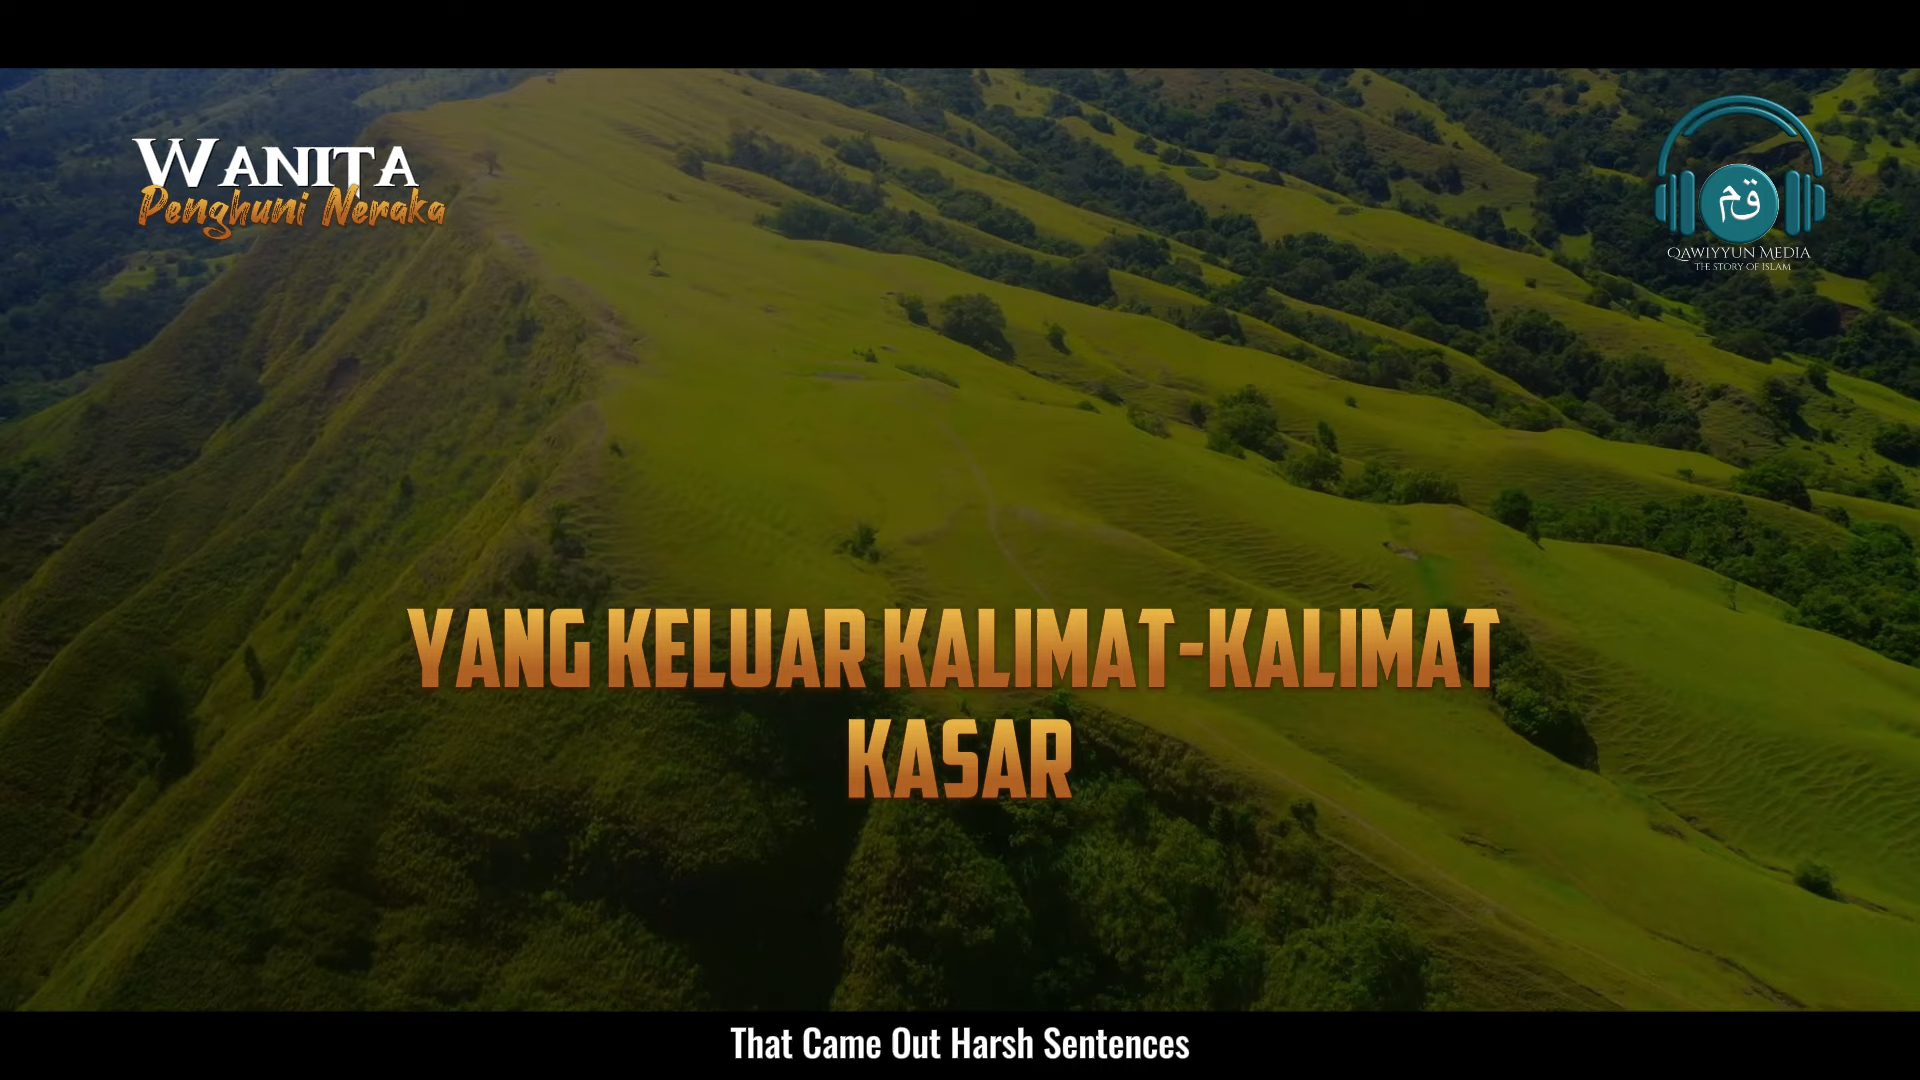 WANITA
Penghuni Neraka
قم
QAWIYYUN MEDIA
THE STORY OF ISLAM
YANG KELUAR KALIMAT-KALIMAT
KASAR
That Came Out Harsh Sentences